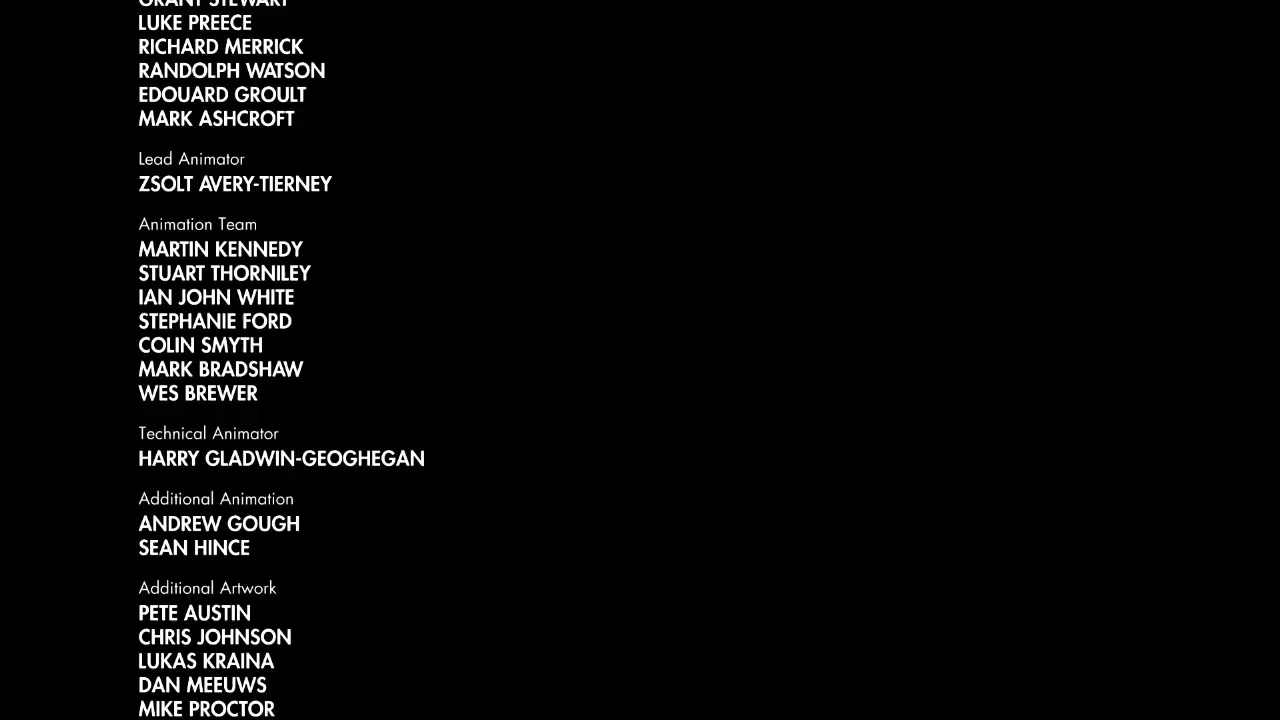 GRANT STEWART
LUKE PREECE
RICHARD MERRICK
RANDOLPH WATSON
EDOUARD GROULT
MARK ASHCROFT
Lead Animator
ZSOLT AVERY-TIERNEY
Animation Team
MARTIN KENNEDY
STUART THORNILEY
IAN JOHN WHITE
STEPHANIE FORD
COLIN SMYTH
MARK BRADSHAW
WES BREWER
Technical Animator
HARRY GLADWIN-GEOGHEGAN
Additional Animation
ANDREW GOUGH
SEAN HINCE
Additional Artwork
PETE AUSTIN
CHRIS JOHNSON
LUKAS KRAINA
DAN MEEUWS
MIKE PROCTOR